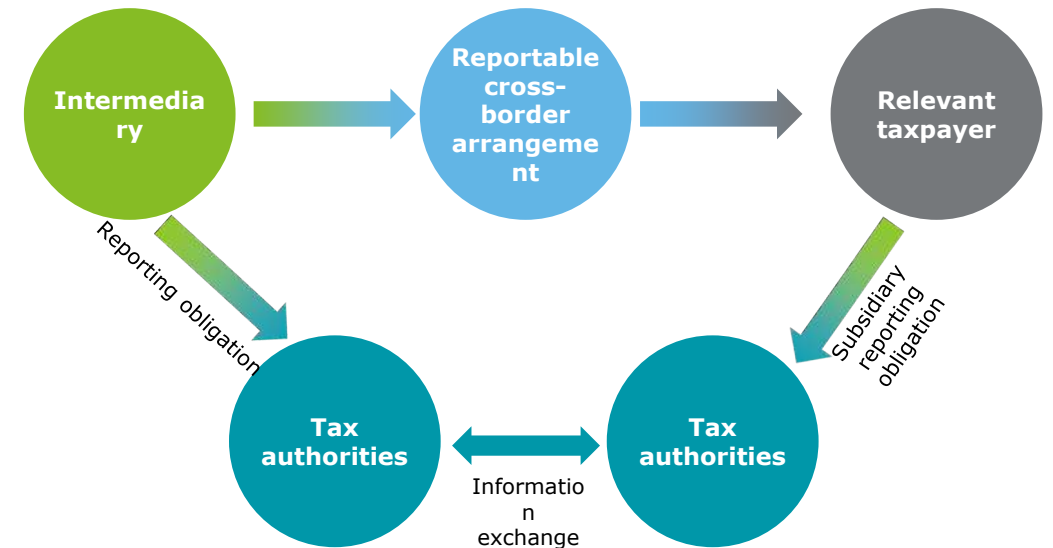 Intermedia
ry
Reportable
cross-
border
arrangeme
nt
Relevant
taxpayer
Reporting obligation
Subsidiary
reporting
obligation
Tax
authorities
Tax
authorities
Informatio
n
exchange